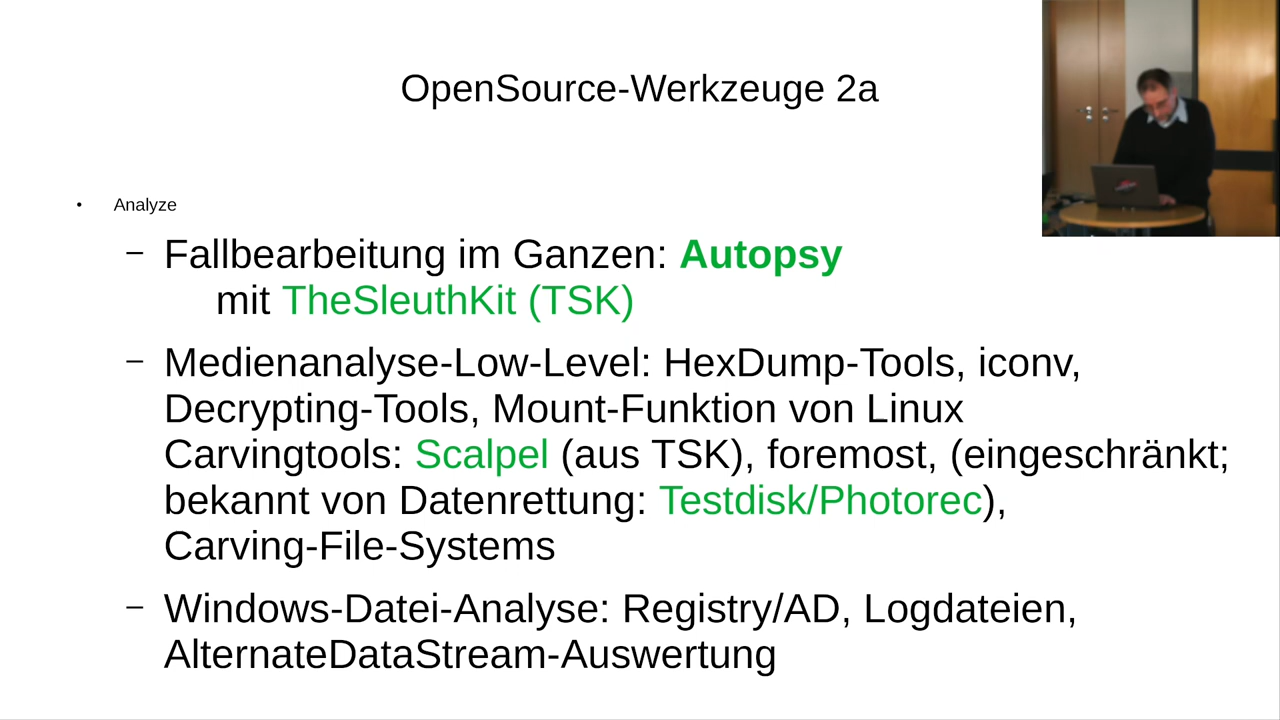 OpenSource-Werkzeuge 2a
• Analyze
– Fallbearbeitung im Ganzen: Autopsy
mit TheSleuthKit (TSK)
– Medienanalyse-Low-Level: HexDump-Tools, iconv,
Decrypting-Tools, Mount-Funktion von Linux
Carvingtools: Scalpel (aus TSK), foremost, (eingeschränkt;
bekannt von Datenrettung: Testdisk/Photorec),
Carving-File-Systems
– Windows-Datei-Analyse: Registry/AD, Logdateien,
AlternateDataStream-Auswertung